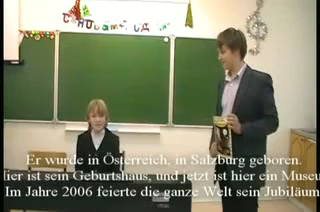 Er wurde in Österreich, in Salzburg geboren.
Hier ist sein Geburtshaus, und jetzt ist hier ein Museu
Im Jahre 2006 feierte die ganze Welt sein Jubiläum